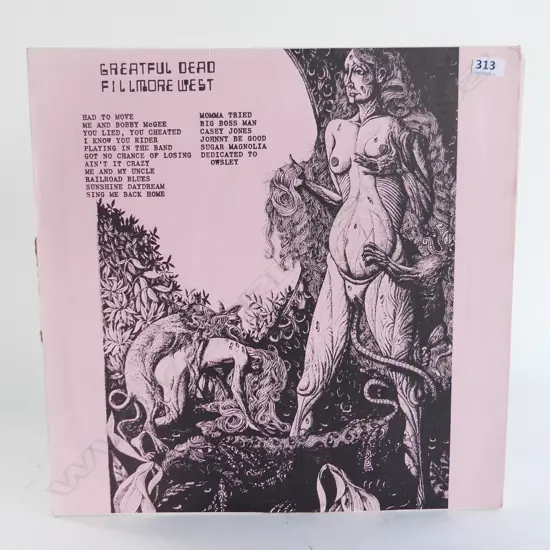 GREATFUL DEAD
FILLMORE WEST
313
HAD TO MOVE
ME AND BOBBY McGEE
YOU LIED, YOU CHEATED
I KNOW YOU RIDER
PLAYING IN THE BAND
GOT NO CHANCE OF LOSING
AIN'T IT CRAZY
ME AND MY UNCLE
RAILROAD BLUES
SUNSHINE DAYDREAM
SING ME BACK HOME
MOMMA TRIED
BIG BOSS MAN
CASEY JONES
JOHNNY BE GOOD
SUGAR MAGNOLIA
DEDICATED TO
OWSLEY